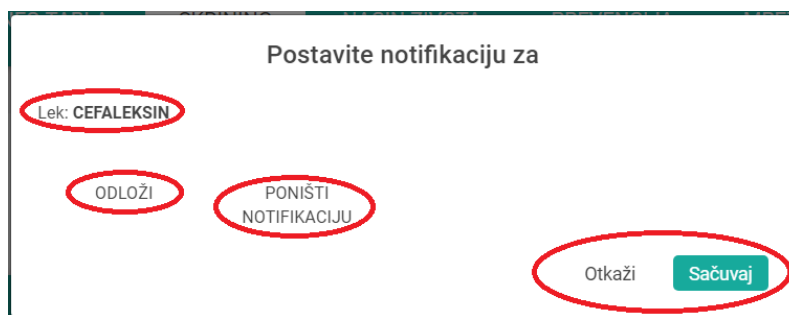 Postavite notifikaciju za
Lek: CEFALEKSIN
ODLOŽI
PONIŠTI
NOTIFIKACIJU
Otkaži
Sačuvaj